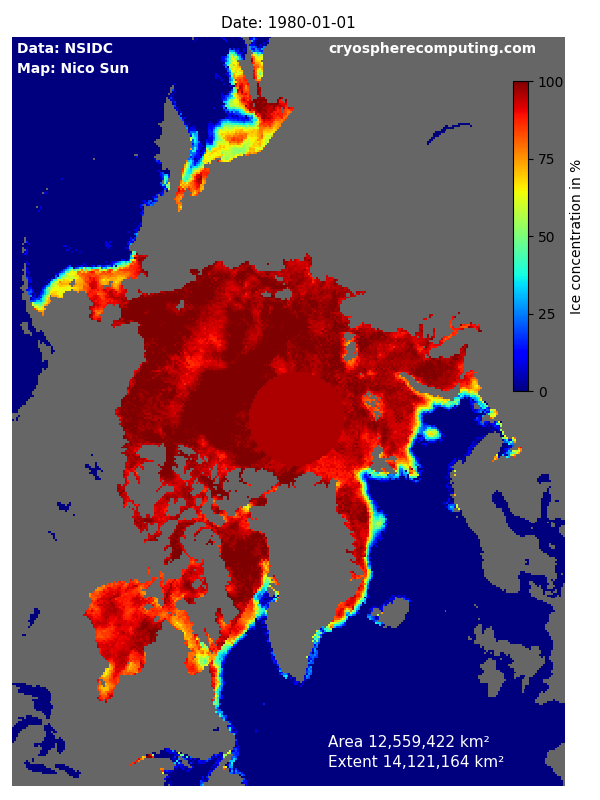 Date: 1980-01-01
Data: NSIDC
Map: Nico Sun
cryospherecomputing.com
100
75
50
25
0
Ice concentration in %
Area 12,559,422 km²
Extent 14,121,164 km²